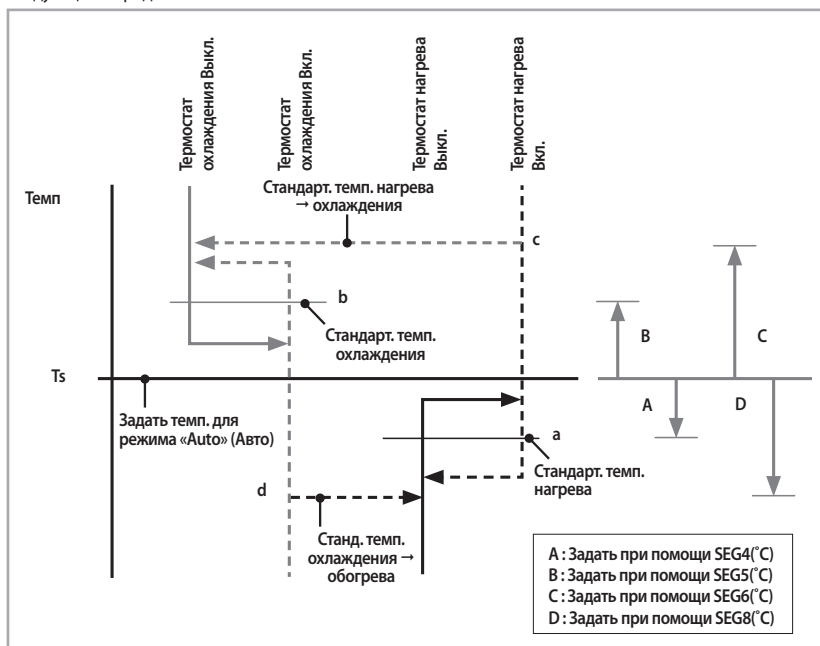 Термостат
охлаждения Выкл.
Термостат
охлаждения Вкл.
Термостат нагрева
Выкл.
Термостат нагрева
Вкл.
Темп
Стандарт. темп. нагрева
→ охлаждения
c
b
Стандарт. темп.
охлаждения
B
C
Ts
A
D
Задать темп. для
режима «Auto» (Авто)
a
Стандарт. темп.
нагрева
d
Станд. темп.
охлаждения →
обогрева
A : Задать при помощи SEG4(˚C)
B : Задать при помощи SEG5(˚C)
C : Задать при помощи SEG6(˚C)
D : Задать при помощи SEG8(˚C)